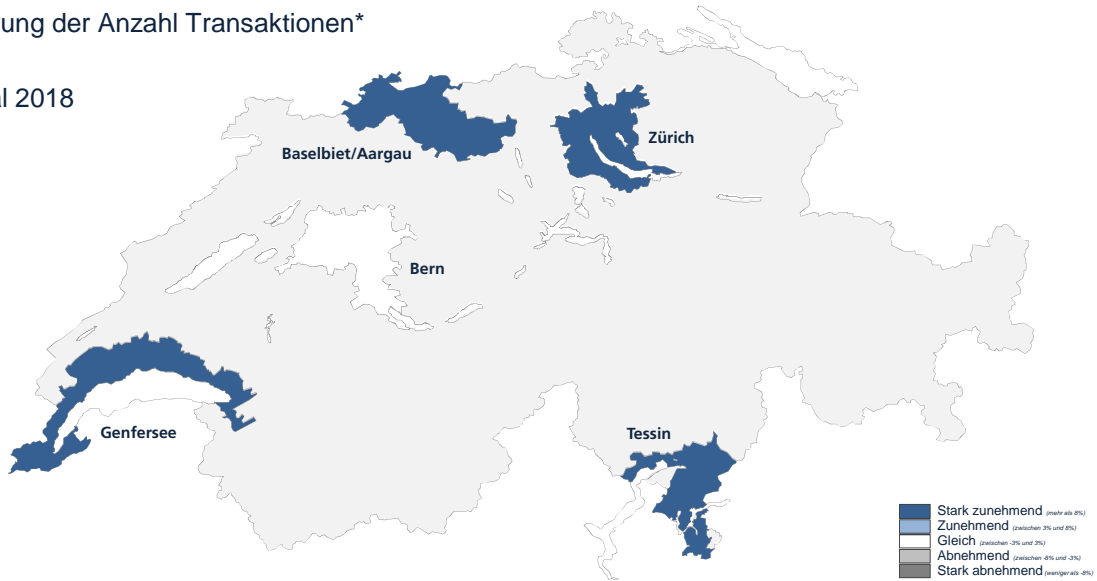 rung der Anzahl Transaktionen*
al 2018
Zürich
Baselbiet/Aargau
Bern
Genfersee
Tessin
Stark zunehmend (mehr als 8%)
Zunehmend (zwischen 3% und 8%)
Gleich (zwischen -3% und 3%)
Abnehmend (zwischen -8% und -3%)
Stark abnehmend (weniger als -8%)